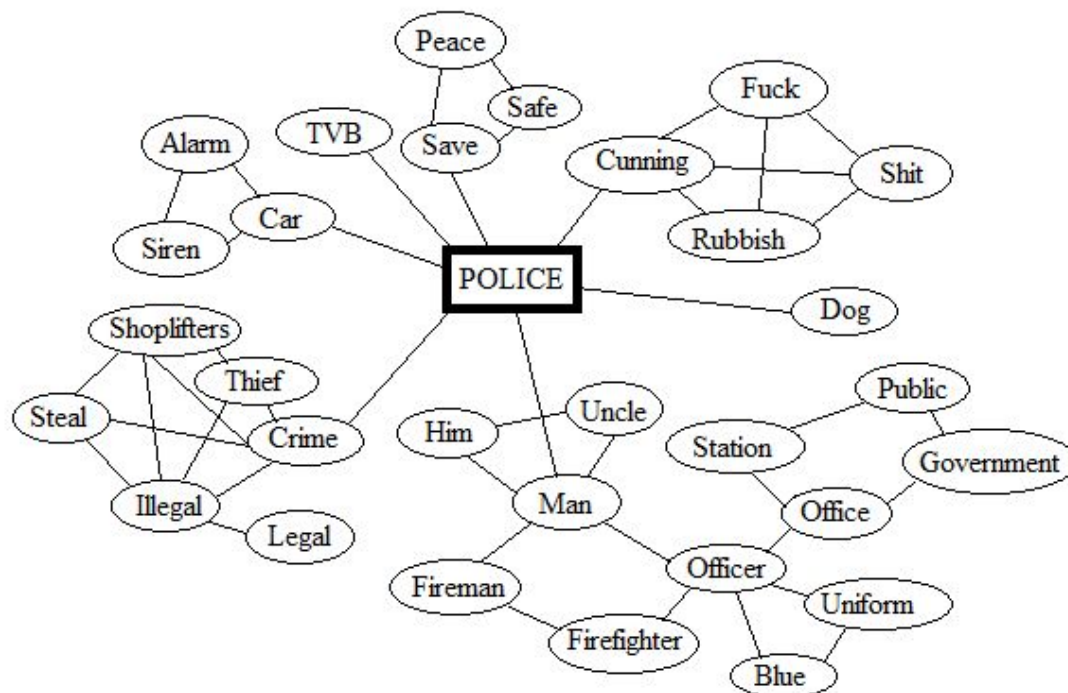 Peace
Fuck
Safe
TVB
Alarm
Save
Cunning
Shit
Car
Rubbish
Siren
POLICE
Dog
Shoplifters
Thief
Public
Steal
Uncle
Him
Crime
Station
Government
Man
Illegal
Office
Legal
Officer
Fireman
Uniform
Firefighter
Blue